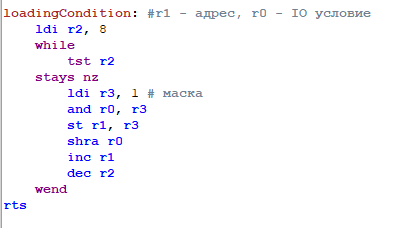 loadingCondition: #r1 - адрес, r0 - IO условие
ldi r2, 8
while
tst r2
stays nz
ldi r3, 1 # маска
and r0, r3
st r1, r3
shra r0
inc r1
dec r2
wend
rts